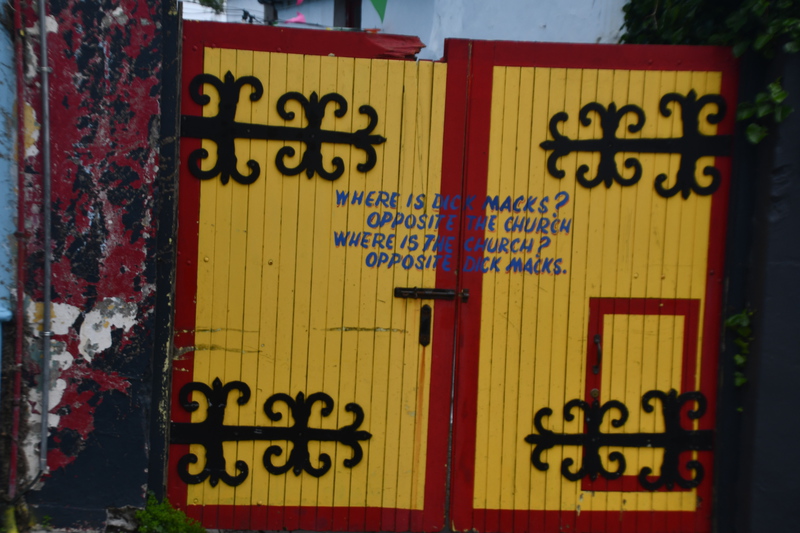 WHERE IS DICK MACKS?
OPPOSITE THE CHURCH
WHERE IS THE CHURCH?
OPPOSITE DICK MACKS.